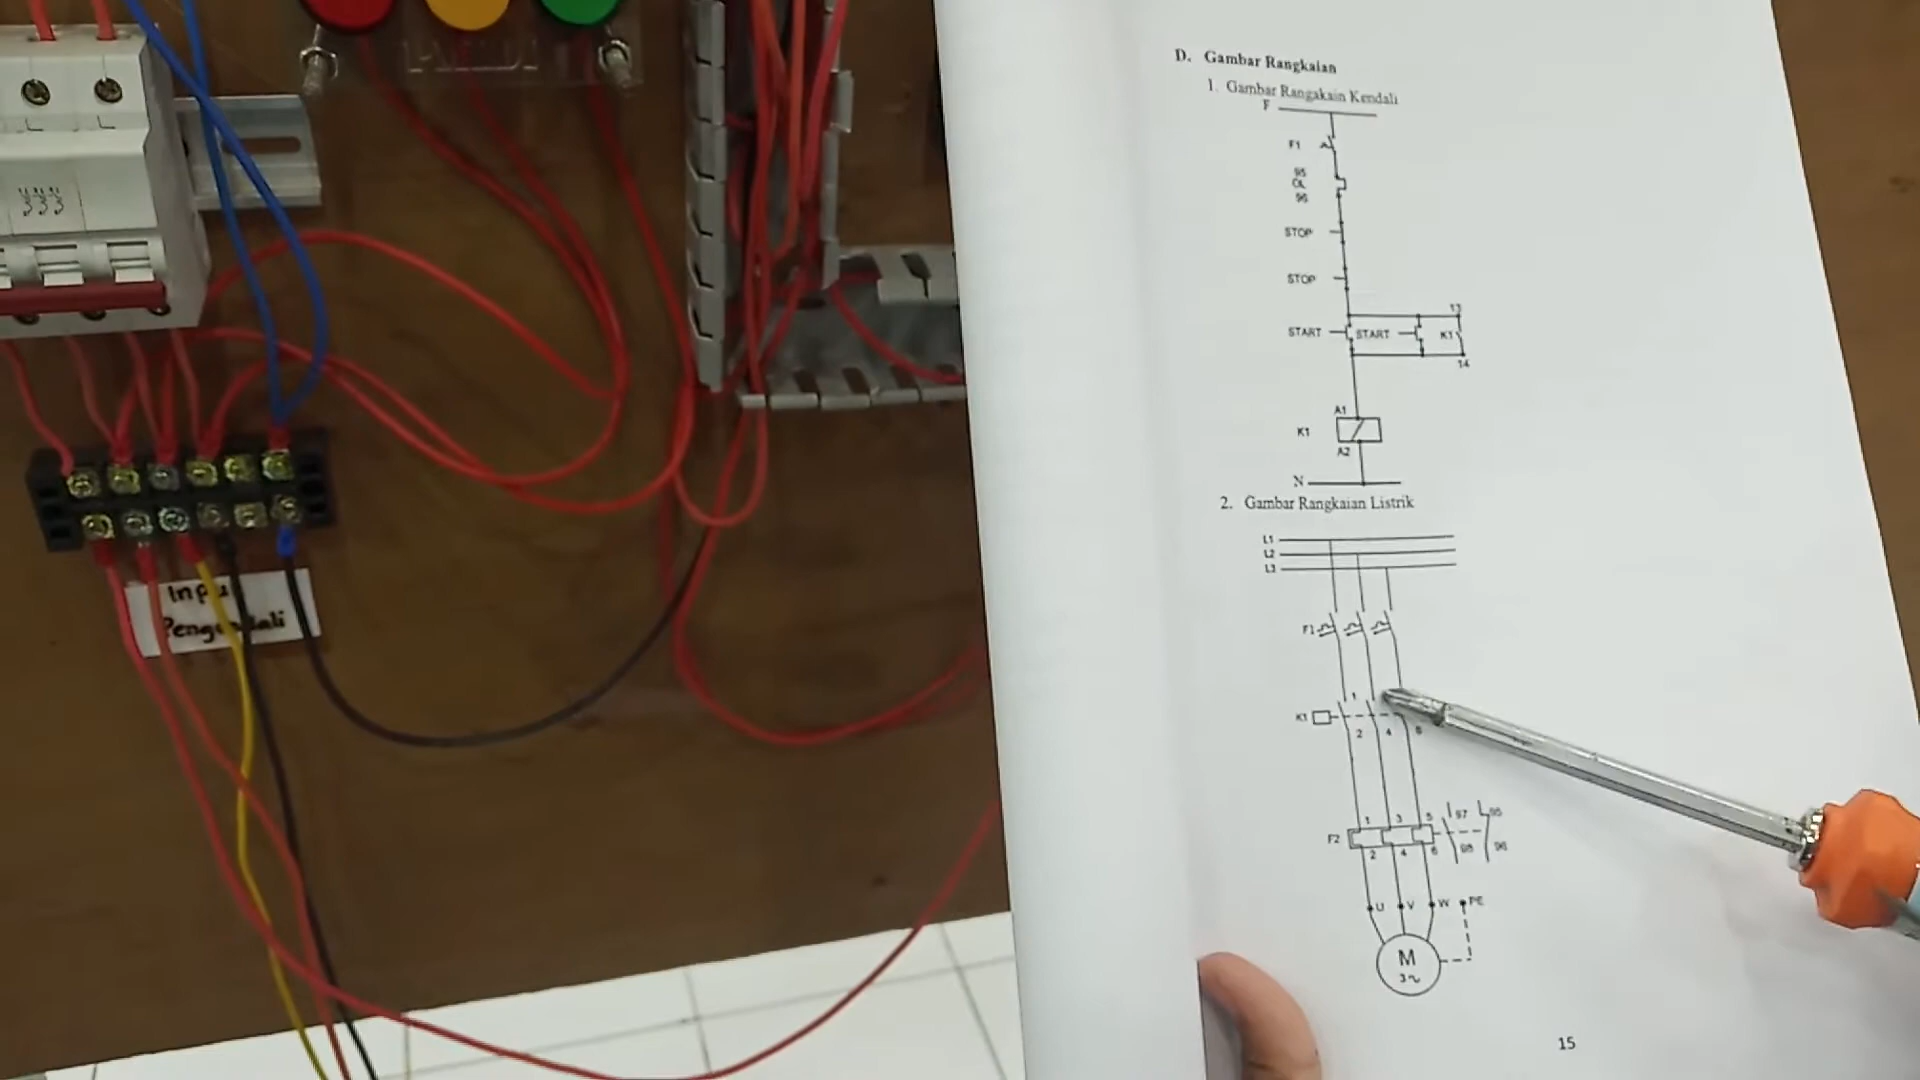 D. Gambar Rangkaian
1. Gambar Rangakain Kendali
F
F1
95
OL
96
STOP
STOP
13
START
START
K1
14
A1
K1
A2
N
2. Gambar Rangkaian Listrik
L1
L2
L3
F1
1
K1
2 4 6
1 3 5 97 95
F2
2 4 6 98 96
U V W PE
M
3~
15
Pengendali